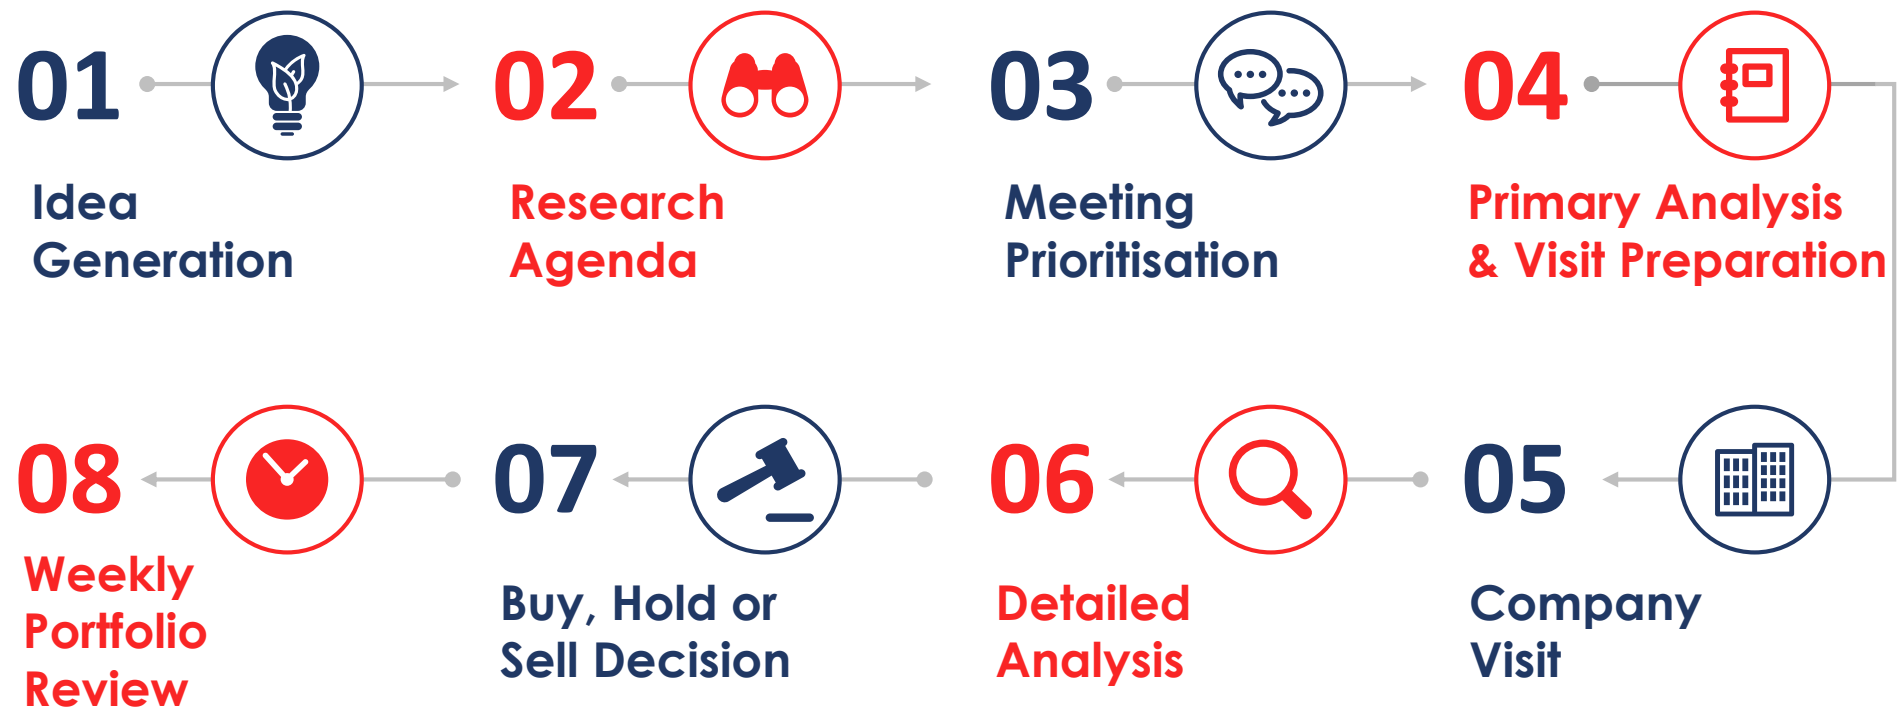 01
Idea
Generation
02
Research
Agenda
03
Meeting
Prioritisation
04
Primary Analysis
& Visit Preparation
05
Company
Visit
06
Detailed
Analysis
07
Buy, Hold or
Sell Decision
08
Weekly
Portfolio
Review